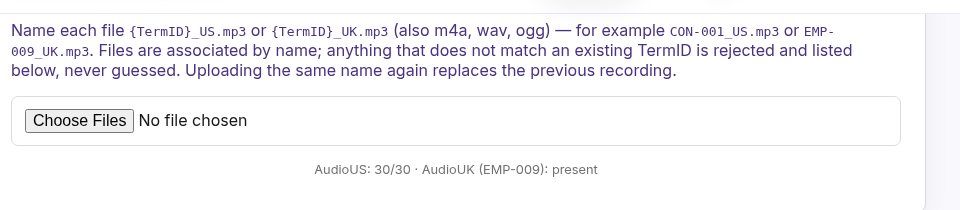 Name each file {TermID}_US.mp3 or {TermID}_UK.mp3 (also m4a, wav, ogg) — for example CON-001_US.mp3 or EMP-
009_UK.mp3. Files are associated by name; anything that does not match an existing TermID is rejected and listed
below, never guessed. Uploading the same name again replaces the previous recording.
Choose Files No file chosen
AudioUS: 30/30 · AudioUK (EMP-009): present